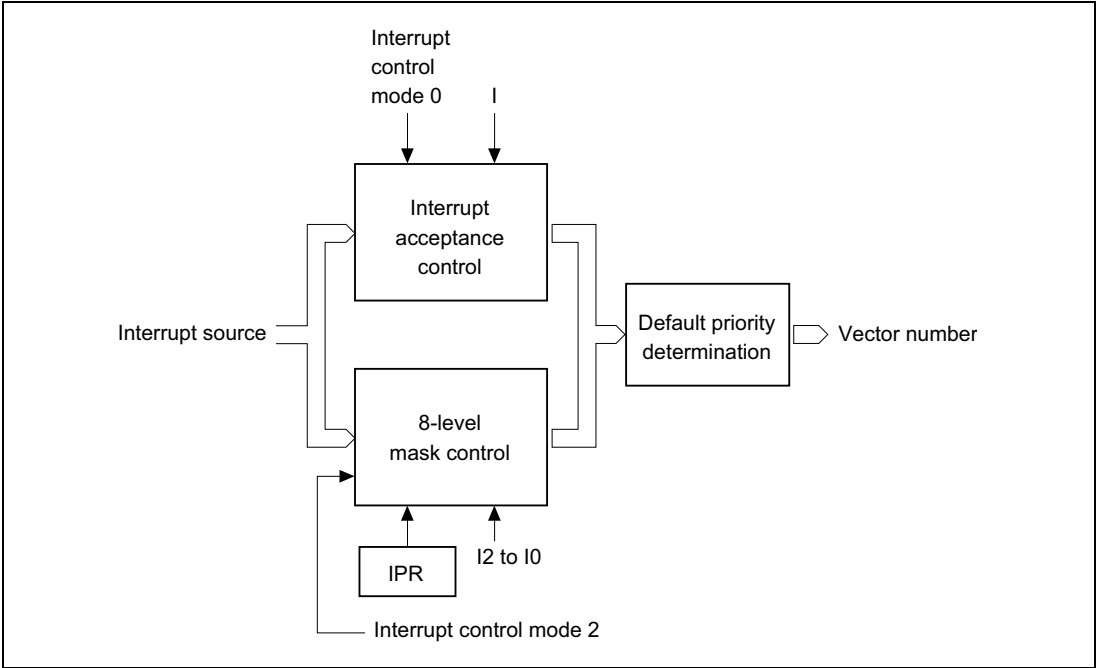 Interrupt
control
mode 0
I
Interrupt
acceptance
control
Interrupt source
Default priority
determination
Vector number
8-level
mask control
IPR
I2 to I0
Interrupt control mode 2